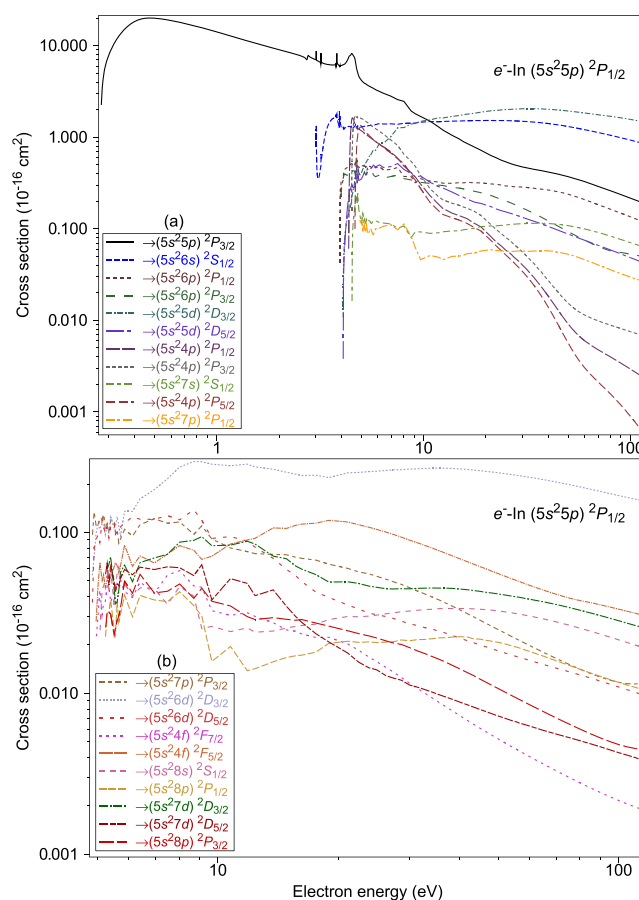 10.000
1.000
0.100
0.010
0.001
Cross section (10⁻¹⁶ cm²)
e⁻-In (5s²5p) ²P1/2
(a)
→(5s²5p) ²P3/2
→(5s²6s) ²S1/2
→(5s²6p) ²P1/2
→(5s²6p) ²P3/2
→(5s²5d) ²D3/2
→(5s²5d) ²D5/2
→(5s²4p) ²P1/2
→(5s²4p) ²P3/2
→(5s²7s) ²S1/2
→(5s²4p) ²P5/2
→(5s²7p) ²P1/2
1 10 100
0.100
0.010
0.001
Cross section (10⁻¹⁶ cm²)
e⁻-In (5s²5p) ²P1/2
(b)
→(5s²7p) ²P3/2
→(5s²6d) ²D3/2
→(5s²6d) ²D5/2
→(5s²4f) ²F7/2
→(5s²4f) ²F5/2
→(5s²8s) ²S1/2
→(5s²8p) ²P1/2
→(5s²7d) ²D3/2
→(5s²7d) ²D5/2
→(5s²8p) ²P3/2
10 100
Electron energy (eV)